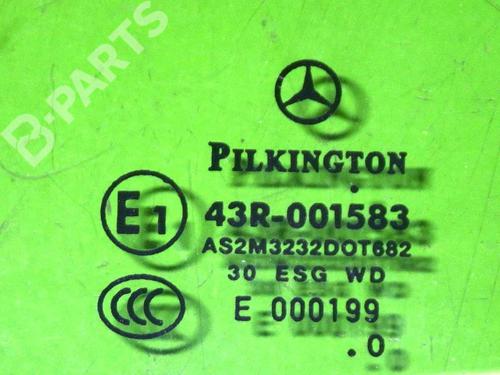 B-PARTS
PILKINGTON
E1
43R-001583
AS2M3232DOT682
30 ESG WD
CCC
E 000199
.0